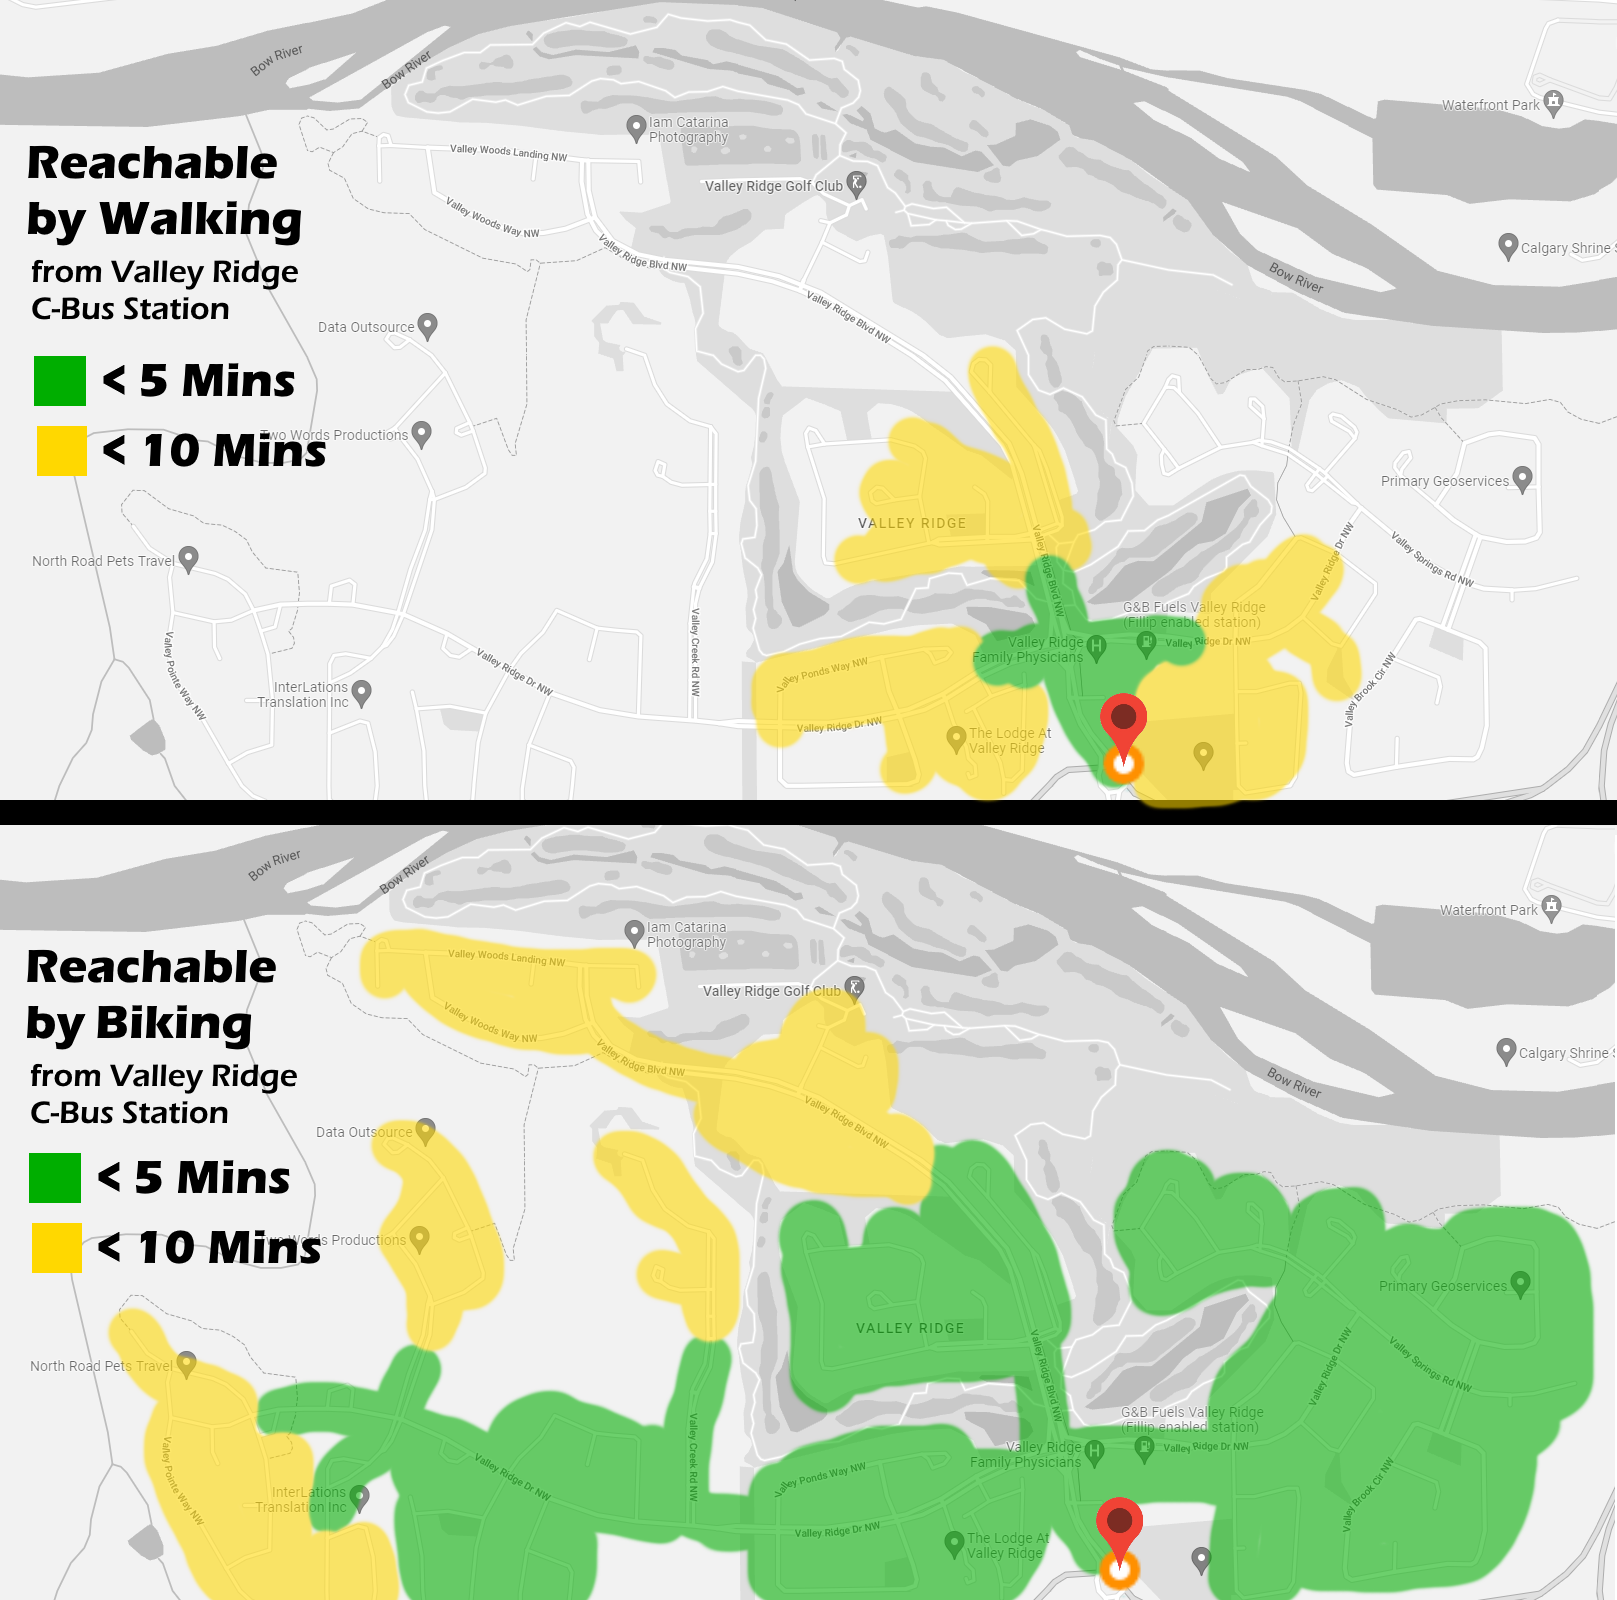 Bow River
Bow River
Waterfront Park
Iam Catarina
Photography
Reachable
by Walking
from Valley Ridge
C-Bus Station
Valley Woods Landing NW
Valley Ridge Golf Club
Valley Woods Way NW
Valley Ridge Blvd NW
Calgary Shrine S
Bow River
Valley Ridge Blvd NW
Data Outsource
< 5 Mins
Two Words Productions
< 10 Mins
Primary Geoservices
VALLEY RIDGE
Valley Ridge Blvd NW
Valley Ridge Dr NW
Valley Springs Rd NW
North Road Pets Travel
G&B Fuels Valley Ridge
(Fillip enabled station)
Valley Ridge Dr NW
Valley Ridge
Family Physicians
Valley Creek Rd NW
Valley Pointe Way NW
Valley Ridge Dr NW
Valley Ponds Way NW
Valley Brook Cir NW
InterLations
Translation Inc
Valley Ridge Dr NW
The Lodge At
Valley Ridge
Bow River
Bow River
Waterfront Park
Iam Catarina
Photography
Reachable
by Biking
from Valley Ridge
C-Bus Station
Valley Woods Landing NW
Valley Ridge Golf Club
Valley Woods Way NW
Valley Ridge Blvd NW
Calgary Shrine S
Bow River
Valley Ridge Blvd NW
Data Outsource
< 5 Mins
Two Words Productions
< 10 Mins
Primary Geoservices
VALLEY RIDGE
Valley Ridge Blvd NW
Valley Ridge Dr NW
Valley Springs Rd NW
North Road Pets Travel
G&B Fuels Valley Ridge
(Fillip enabled station)
Valley Ridge Dr NW
Valley Ridge
Family Physicians
Valley Creek Rd NW
Valley Pointe Way NW
Valley Ridge Dr NW
Valley Ponds Way NW
Valley Brook Cir NW
InterLations
Translation Inc
Valley Ridge Dr NW
The Lodge At
Valley Ridge